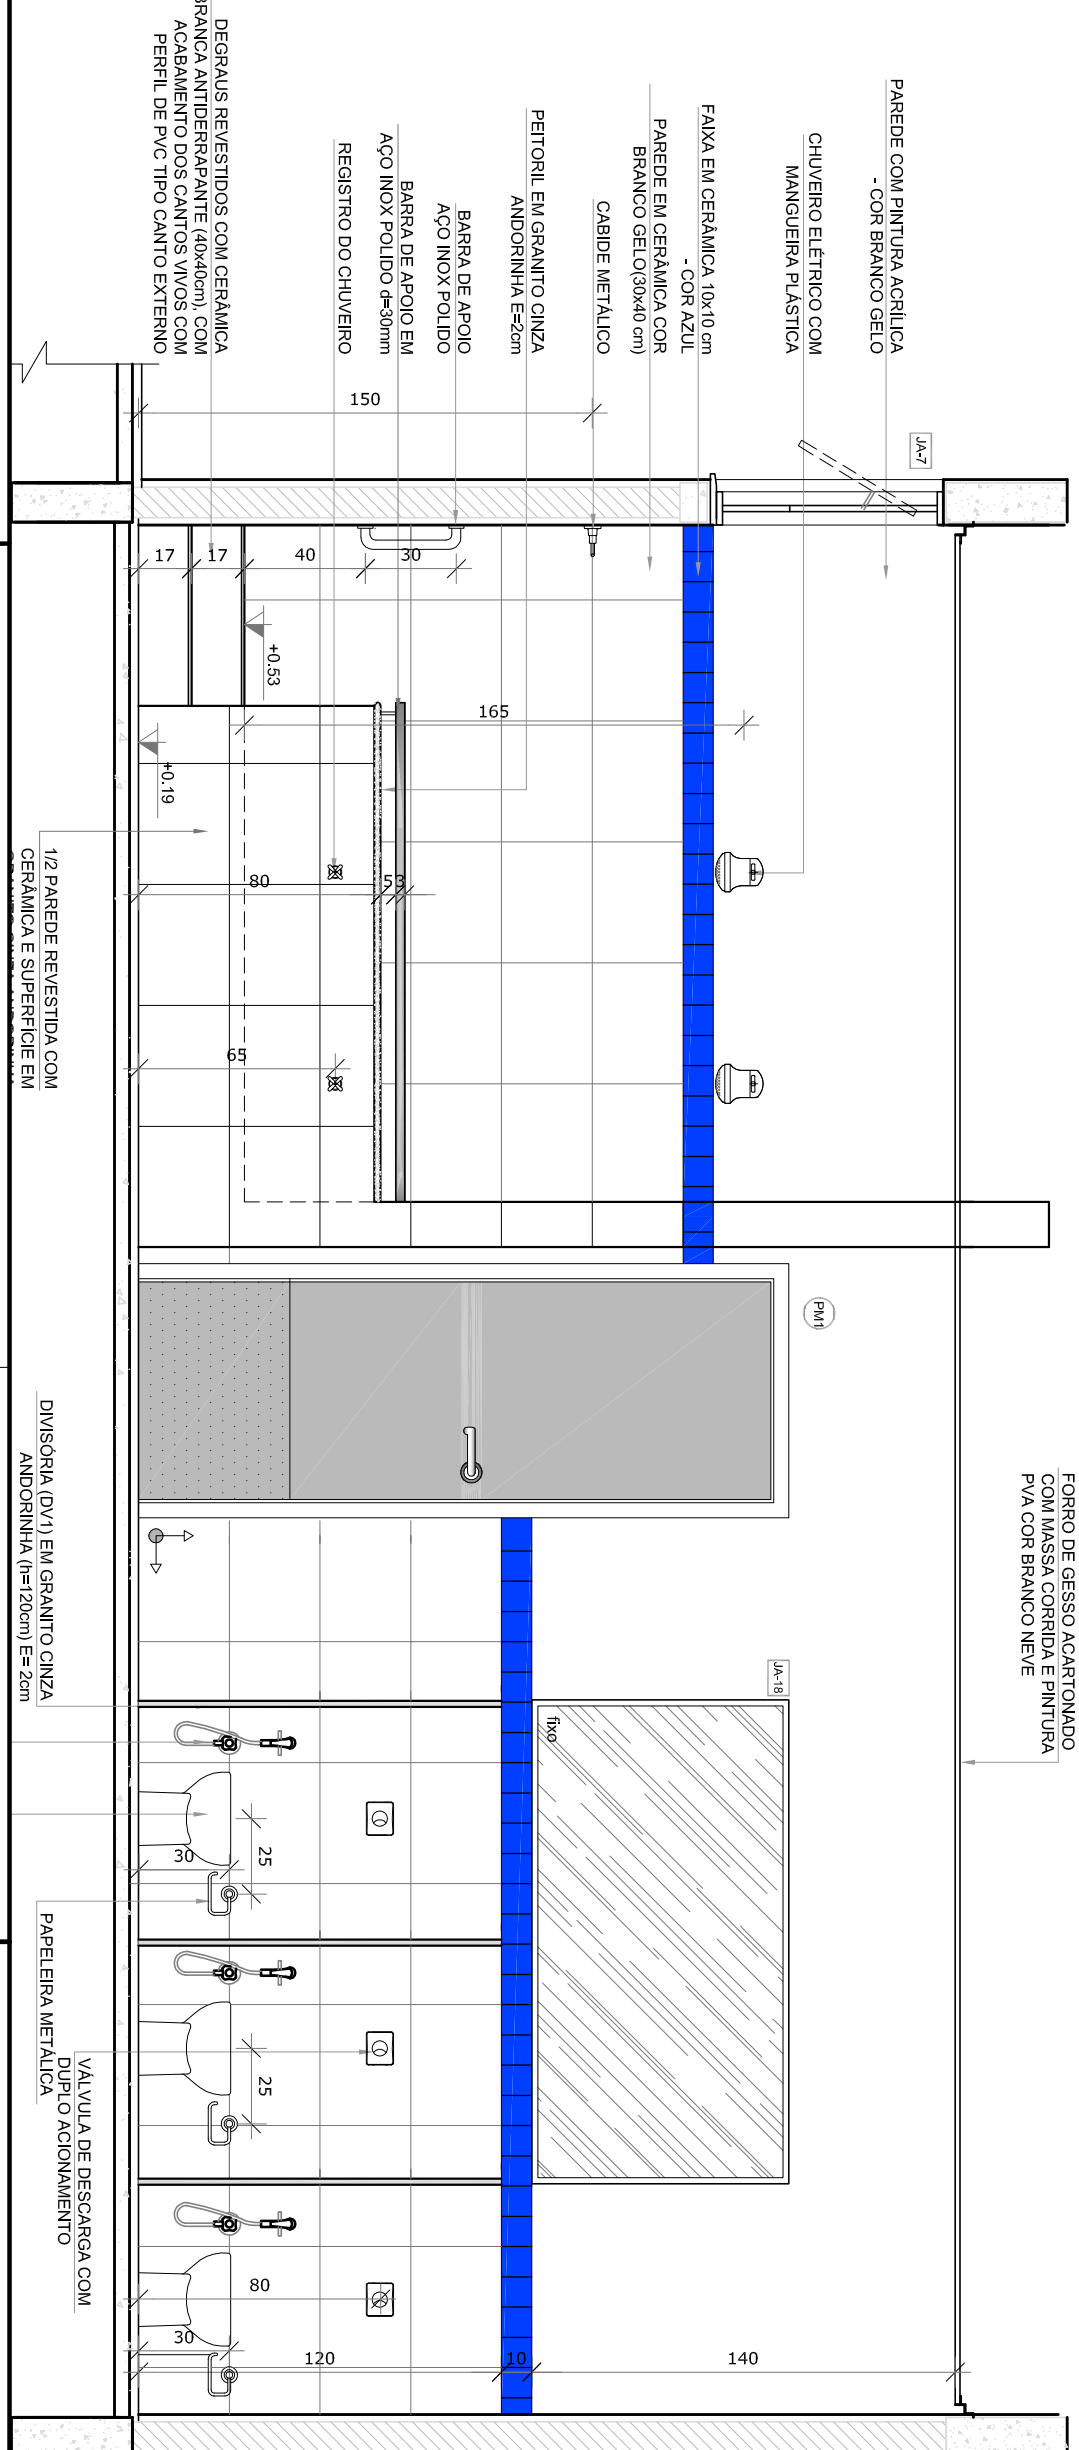 PAREDE COM PINTURA ACRÍLICA
- COR BRANCO GELO
CHUVEIRO ELÉTRICO COM
MANGUEIRA PLÁSTICA
FAIXA EM CERÂMICA 10x10 cm
- COR AZUL
PAREDE EM CERÂMICA COR
BRANCO GELO(30x40 cm)
CABIDE METÁLICO
PEITORIL EM GRANITO CINZA
ANDORINHA E=2cm
BARRA DE APOIO
AÇO INOX POLIDO
BARRA DE APOIO EM
AÇO INOX POLIDO d=30mm
REGISTRO DO CHUVEIRO
DEGRAUS REVESTIDOS COM CERÂMICA
BRANCA ANTIDERRAPANTE (40x40cm), COM
ACABAMENTO DOS CANTOS VIVOS COM
PERFIL DE PVC TIPO CANTO EXTERNO
150
JA-7
17
17
40
30
+0.53
165
+0.19
80
5
3
65
1/2 PAREDE REVESTIDA COM
CERÂMICA E SUPERFÍCIE EM
PM1
FORRO DE GESSO ACARTONADO
COM MASSA CORRIDA E PINTURA
PVA COR BRANCO NEVE
DIVISÓRIA (DV1) EM GRANITO CINZA
ANDORINHA (h=120cm) E= 2cm
JA-18
fixo
25
30
25
PAPELEIRA METÁLICA
VÁLVULA DE DESCARGA COM
DUPLO ACIONAMENTO
80
30
120
10
140